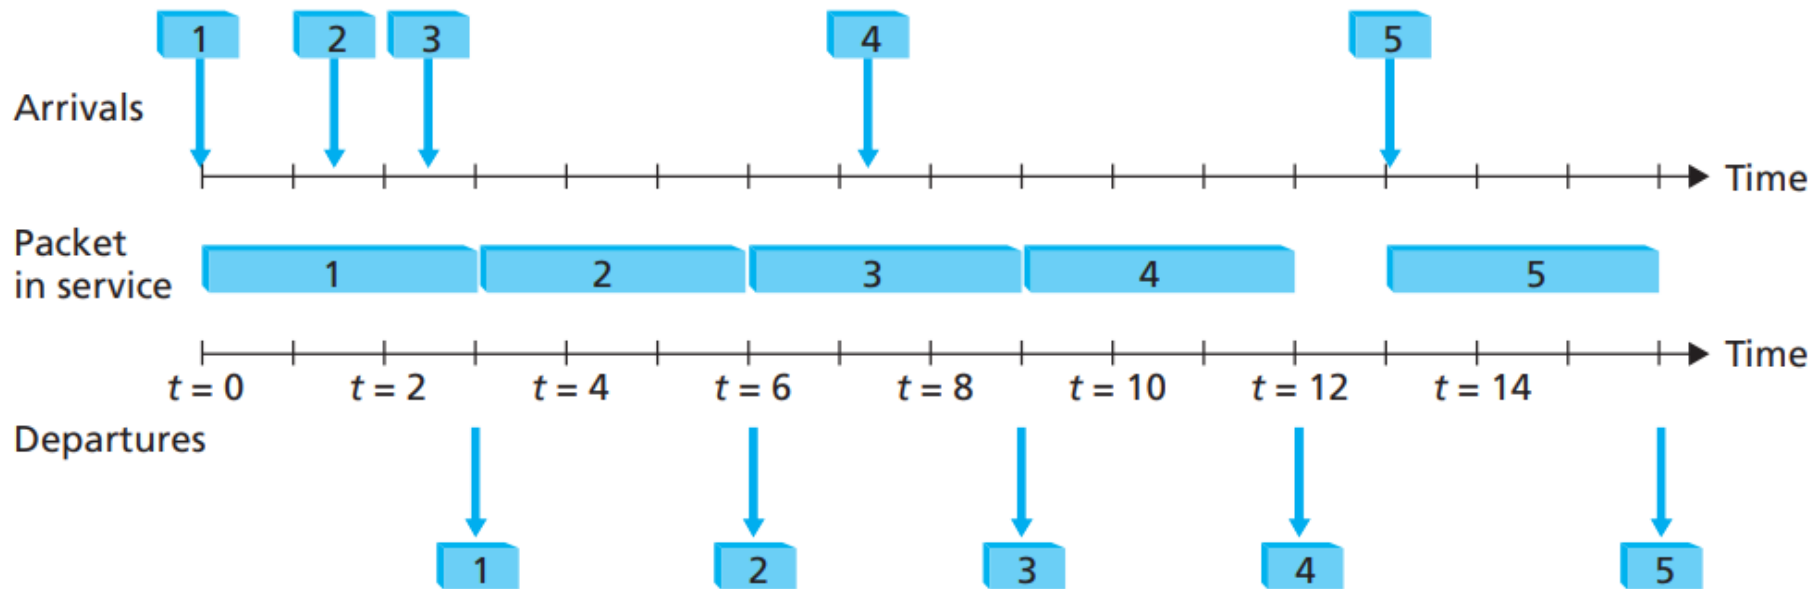 1 2 3 4 5
Arrivals
Time
Packet
in service
1 2 3 4 5
Time
t = 0 t = 2 t = 4 t = 6 t = 8 t = 10 t = 12 t = 14
Departures
1 2 3 4 5